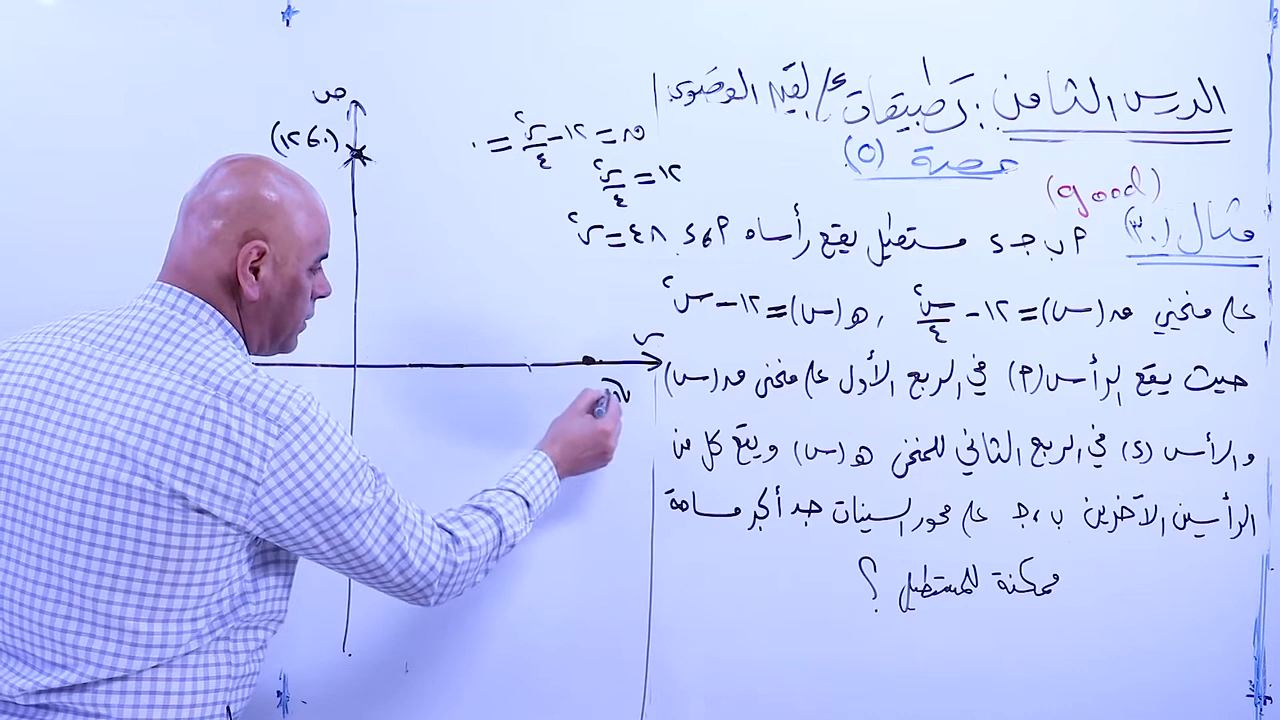 الدرس الثامن: تطبيقات ع/ القيم القصوى
حصة (٥)
(good)
مثال (٣٠) أ ب جـ د مستطيل يقع رأساه أ ، د
على منحني ق(س) = ١٢ - س²/٤ ، هـ(س) = ١٢ - س²
حيث يقع الرأس (أ) في الربع الأول على منحنى ق(س)
والرأس (د) في الربع الثاني للمنحنى هـ(س) ويقع كل من
الرأسين الآخرين ب ، جـ على محور السينات جد أكبر مساحة
ممكنة للمستطيل ؟
ق = ١٢ - س²/٤ = ٠
١٢ = س²/٤
س² = ٤٨
ص
(٠، ١٢)
س